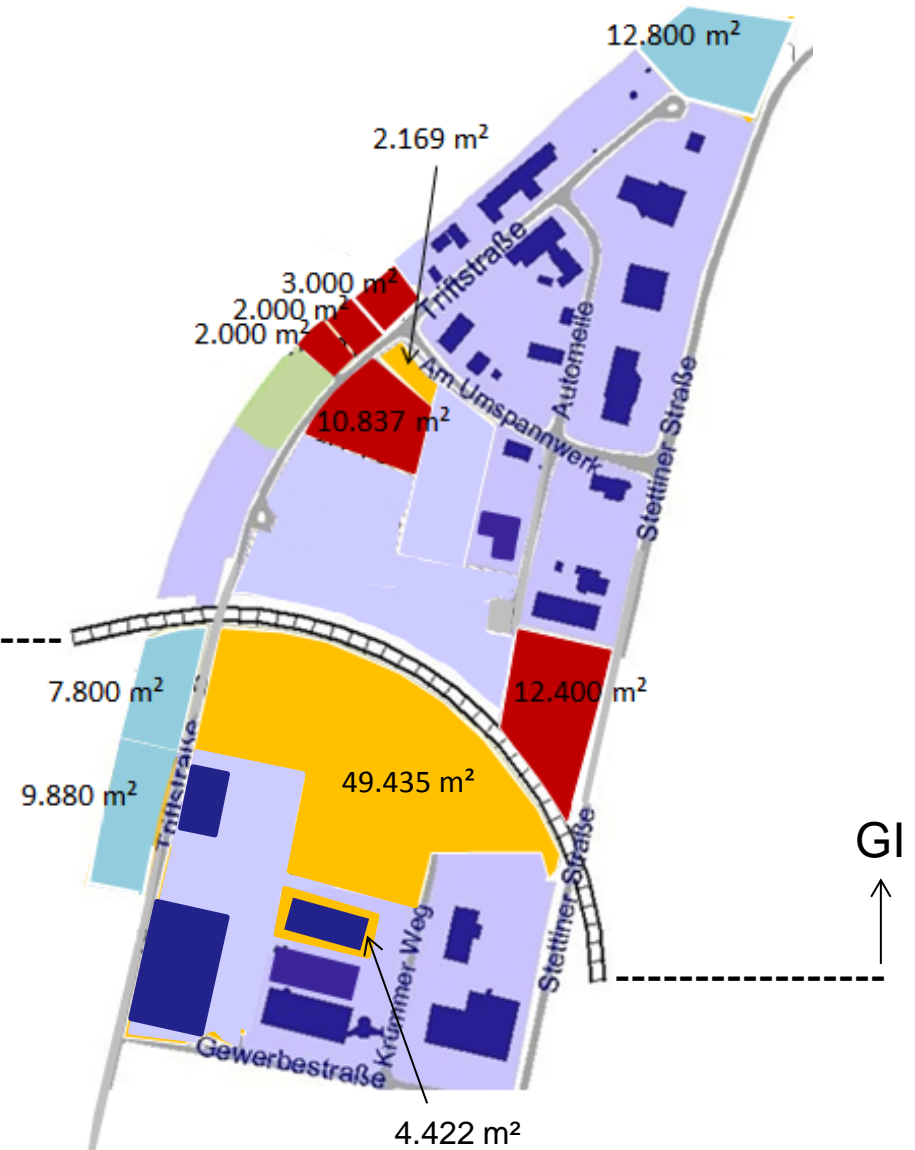 12.800 m²
2.169 m²
3.000 m²
2.000 m²
2.000 m²
Triftstraße
Automeile
Am Umspannwerk
10.837 m²
Stettiner Straße
7.800 m²
12.400 m²
9.880 m²
Triftstraße
49.435 m²
GI
Stettiner Straße
Krummer Weg
Gewerbestraße
4.422 m²